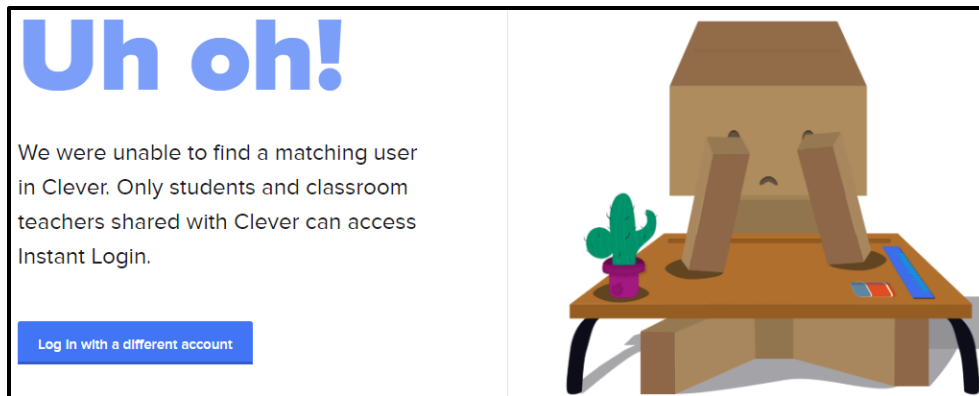 Uh oh!
We were unable to find a matching user
in Clever. Only students and classroom
teachers shared with Clever can access
Instant Login.
Log in with a different account